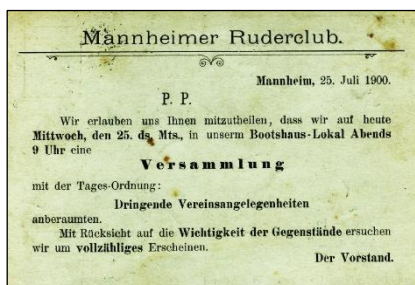 Mannheimer Ruderclub.
Mannheim, 25. Juli 1900.
P. P.
Wir erlauben uns Ihnen mitzutheilen, dass wir auf heute
Mittwoch, den 25. ds. Mts., in unserm Bootshaus-Lokal Abends
9 Uhr eine
Versammlung
mit der Tages-Ordnung:
Dringende Vereinsangelegenheiten
anberaumten.
Mit Rücksicht auf die Wichtigkeit der Gegenstände ersuchen
wir um vollzähliges Erscheinen.
Der Vorstand.